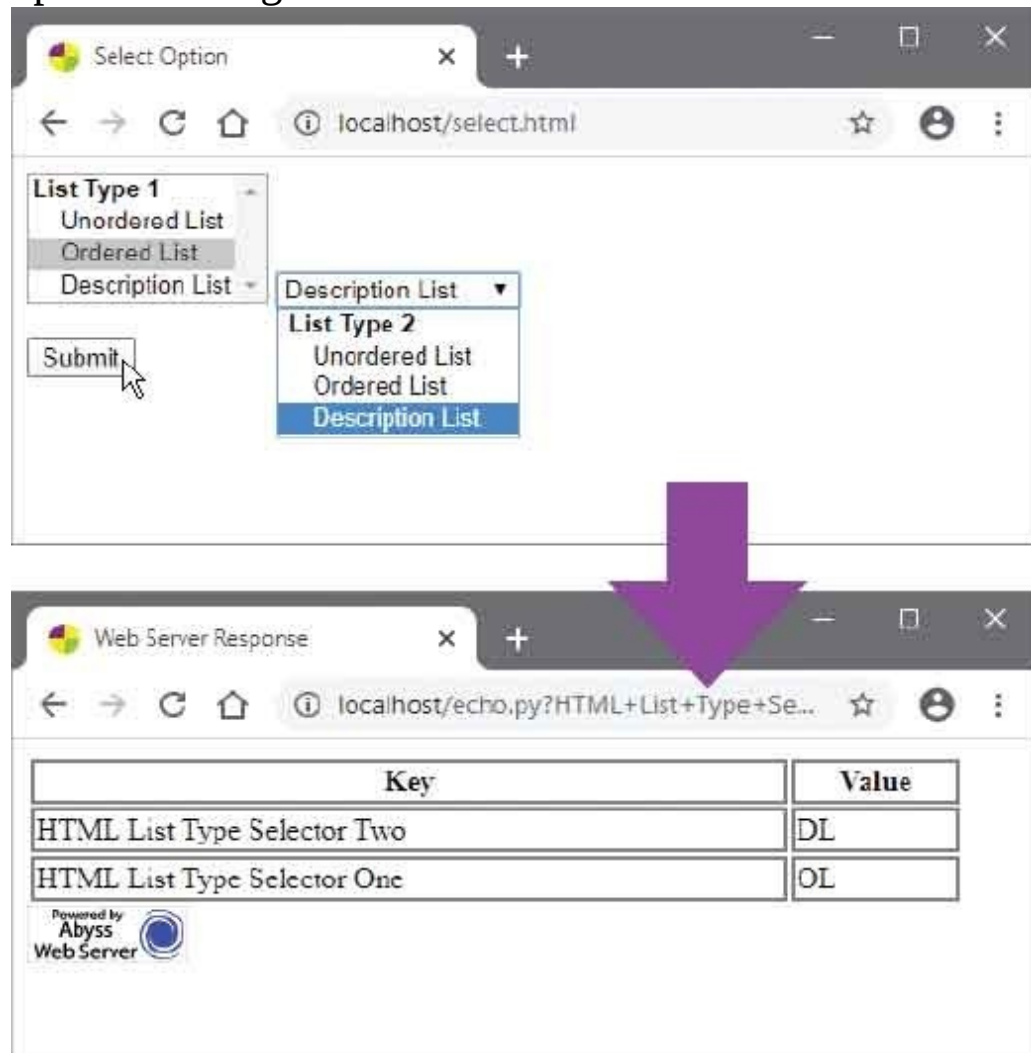 Select Option
localhost/select.html
List Type 1
Unordered List
Ordered List
Description List
Description List
List Type 2
Unordered List
Ordered List
Description List
Submit
Web Server Response
localhost/echo.py?HTML+List+Type+Se...
Key Value
HTML List Type Selector Two DL
HTML List Type Selector One OL
Powered by
Abyss
Web Server